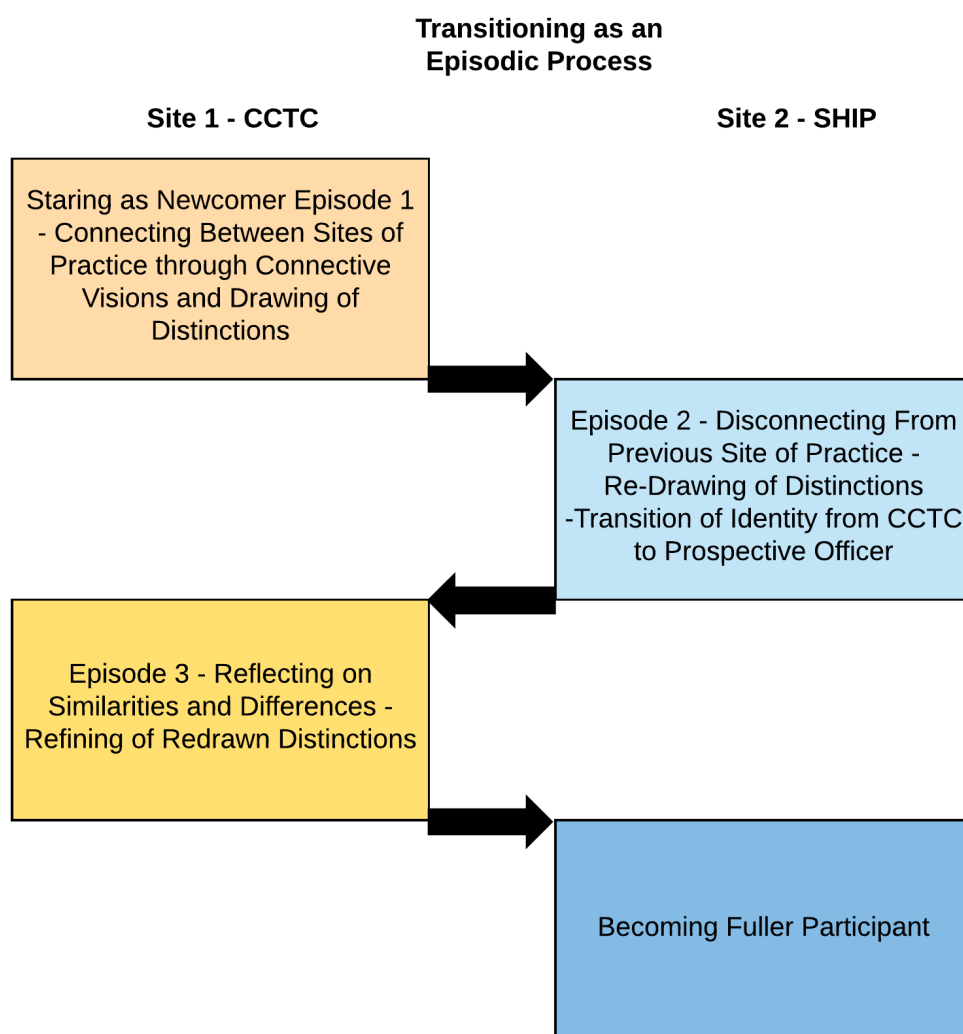 Transitioning as an
Episodic Process
Site 1 - CCTC
Site 2 - SHIP
Staring as Newcomer Episode 1
- Connecting Between Sites of
Practice through Connective
Visions and Drawing of
Distinctions
Episode 2 - Disconnecting From
Previous Site of Practice -
Re-Drawing of Distinctions
-Transition of Identity from CCTC
to Prospective Officer
Episode 3 - Reflecting on
Similarities and Differences -
Refining of Redrawn Distinctions
Becoming Fuller Participant